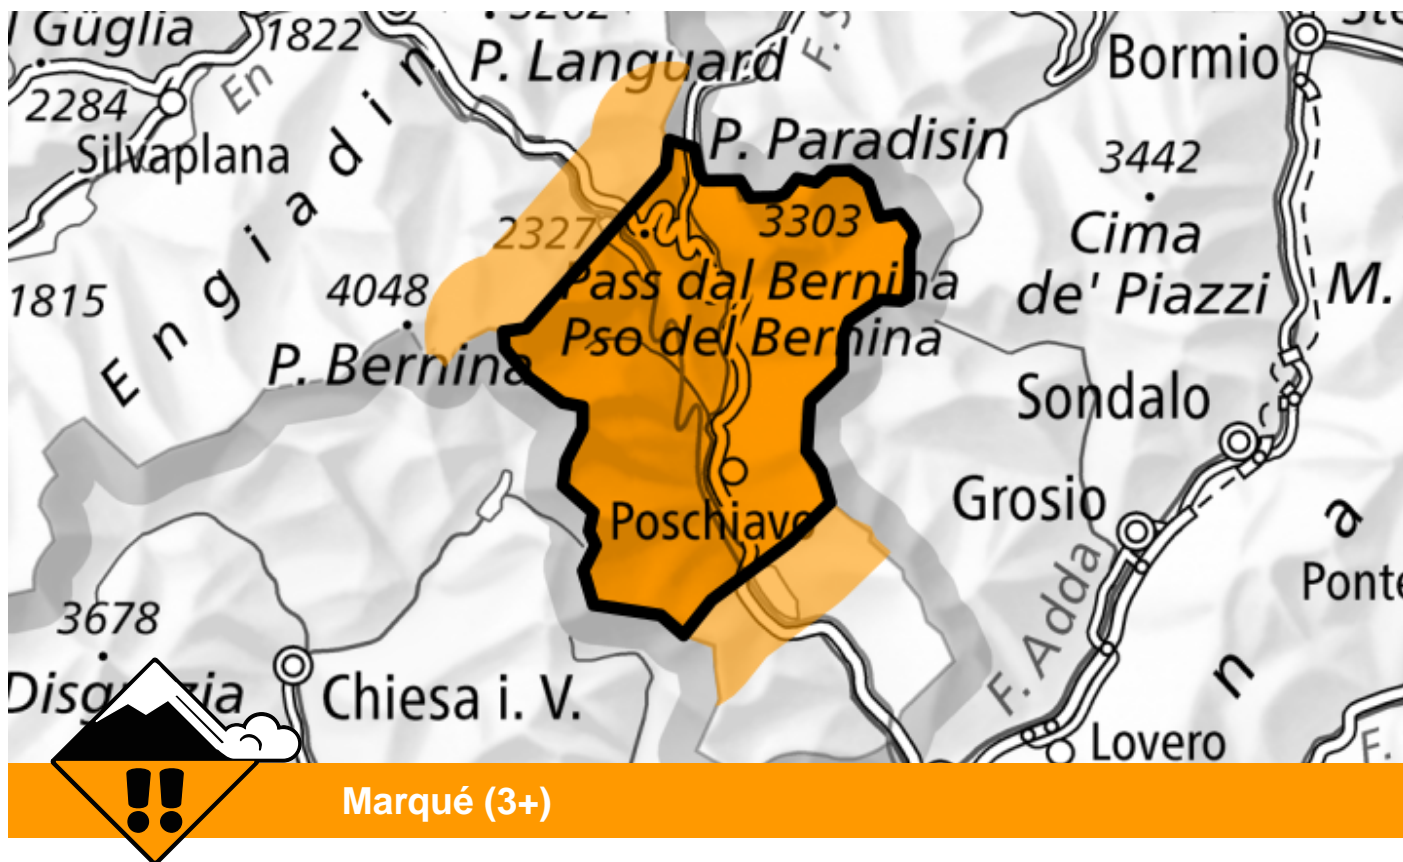 Güglia
1822
P. Languard
Bormio
2284
En
Silvaplana
P. Paradisin
3442
Cima
de' Piazzi
2327
3303
Engiadin
1815
4048
P. Bernina
Pass dal Bernina
Pso del Bernina
M.
Sondalo
Grosio
Poschiavo
F. Adda
a
n
Ponte
3678
Disgrazia
Chiesa i. V.
Lovero
F.
Marqué (3+)